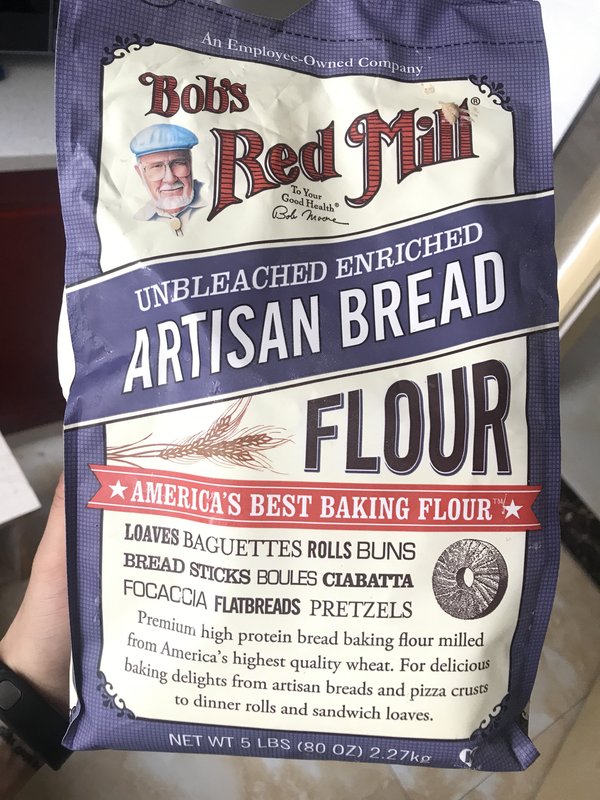 An Employee-Owned Company
Bob's
Red Mill®
To Your
Good Health®
Bob Moore
UNBLEACHED ENRICHED
ARTISAN BREAD
FLOUR
★AMERICA'S BEST BAKING FLOUR™★
LOAVES BAGUETTES ROLLS BUNS
BREAD STICKS BOULES CIABATTA
FOCACCIA FLATBREADS PRETZELS
Premium high protein bread baking flour milled
from America's highest quality wheat. For delicious
baking delights from artisan breads and pizza crusts
to dinner rolls and sandwich loaves.
NET WT 5 LBS (80 OZ) 2.27kg